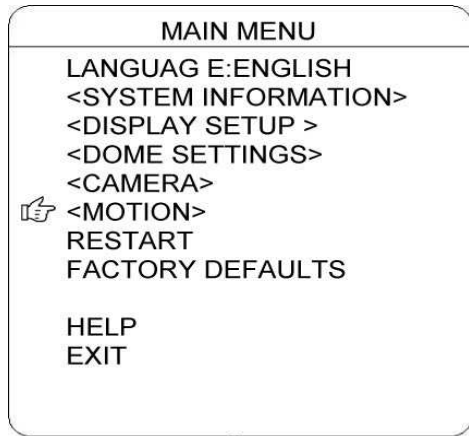 MAIN MENU
LANGUAG E:ENGLISH
<SYSTEM INFORMATION>
<DISPLAY SETUP >
<DOME SETTINGS>
<CAMERA>
<MOTION>
RESTART
FACTORY DEFAULTS
HELP
EXIT